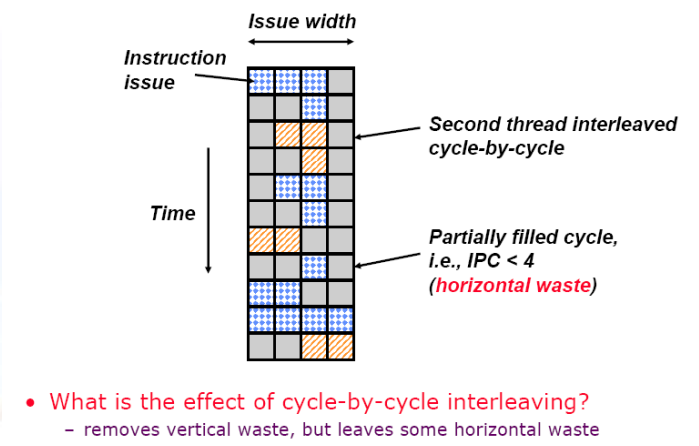 Issue width
Instruction
issue
Second thread interleaved
cycle-by-cycle
Time
Partially filled cycle,
i.e., IPC < 4
(horizontal waste)
• What is the effect of cycle-by-cycle interleaving?
– removes vertical waste, but leaves some horizontal waste